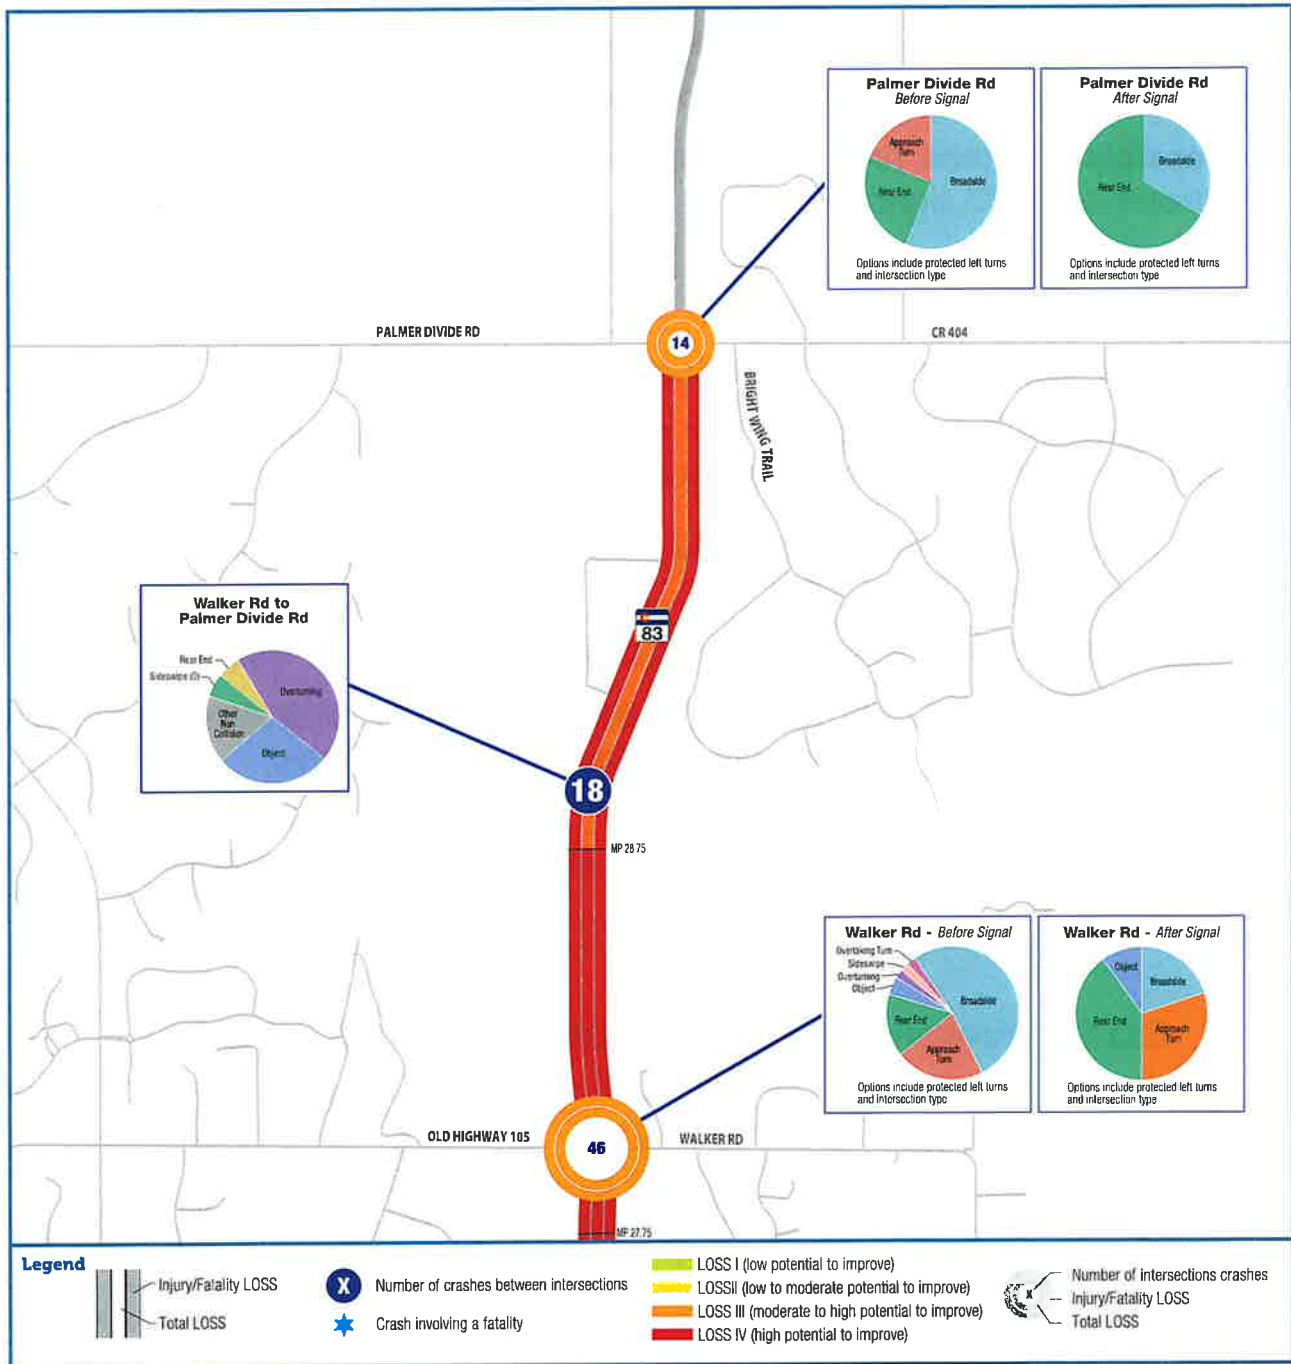 Palmer Divide Rd
Before Signal
Approach
Turn
Rear End
Broadside
Options include protected left turns
and intersection type
Palmer Divide Rd
After Signal
Broadside
Rear End
Options include protected left turns
and intersection type
PALMER DIVIDE RD
14
CR 404
BRIGHT WING TRAIL
83
Walker Rd to
Palmer Divide Rd
Rear End
Sideswipe (O)
Overturning
Other
Non
Collision
Object
18
MP 28.75
Walker Rd - Before Signal
Overtaking Turn
Sideswipe
Overturning
Object
Broadside
Rear End
Approach
Turn
Options include protected left turns
and intersection type
Walker Rd - After Signal
Object
Broadside
Rear End
Approach
Turn
Options include protected left turns
and intersection type
OLD HIGHWAY 105
46
WALKER RD
MP 27.75
Legend
Injury/Fatality LOSS
Total LOSS
X
Number of crashes between intersections
Crash involving a fatality
LOSS I (low potential to improve)
LOSSII (low to moderate potential to improve)
LOSS III (moderate to high potential to improve)
LOSS IV (high potential to improve)
X
Number of intersections crashes
Injury/Fatality LOSS
Total LOSS